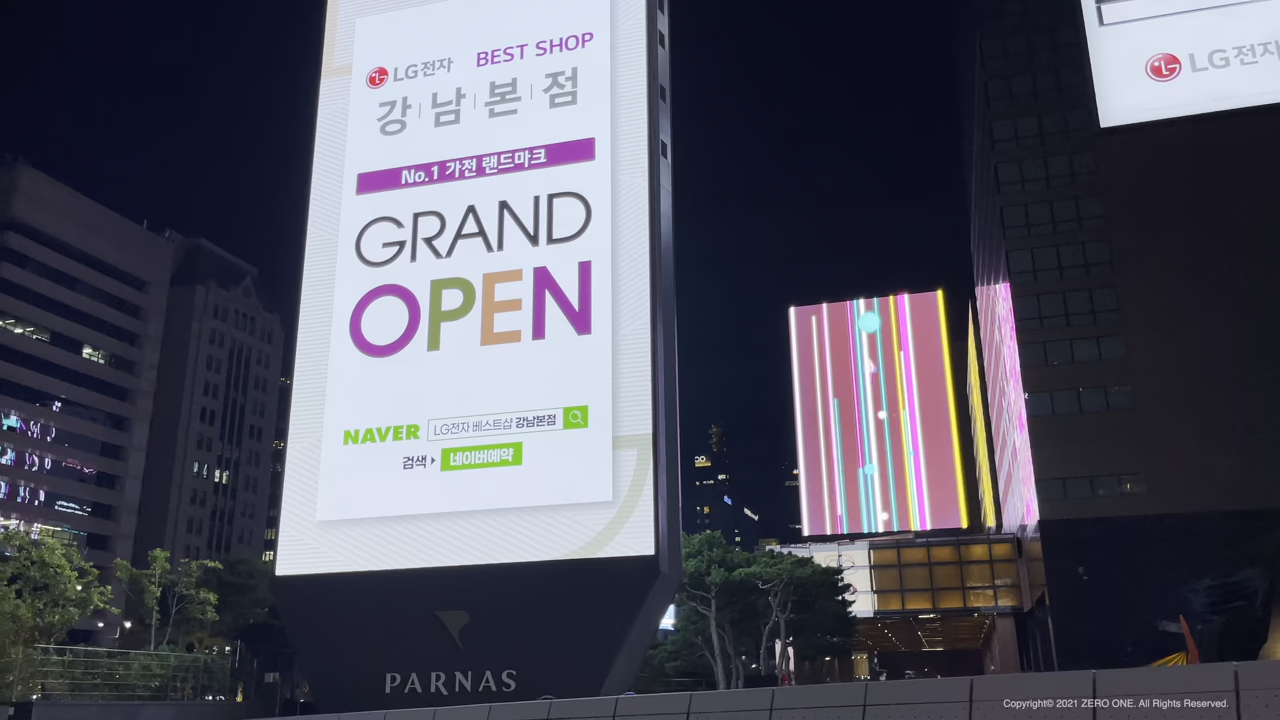 LG전자 BEST SHOP
강남본점
No.1 가전 랜드마크
GRAND
OPEN
NAVER LG전자 베스트샵 강남본점
검색 네이버예약
PARNAS
LG전자
Copyright© 2021 ZERO ONE. All Rights Reserved.